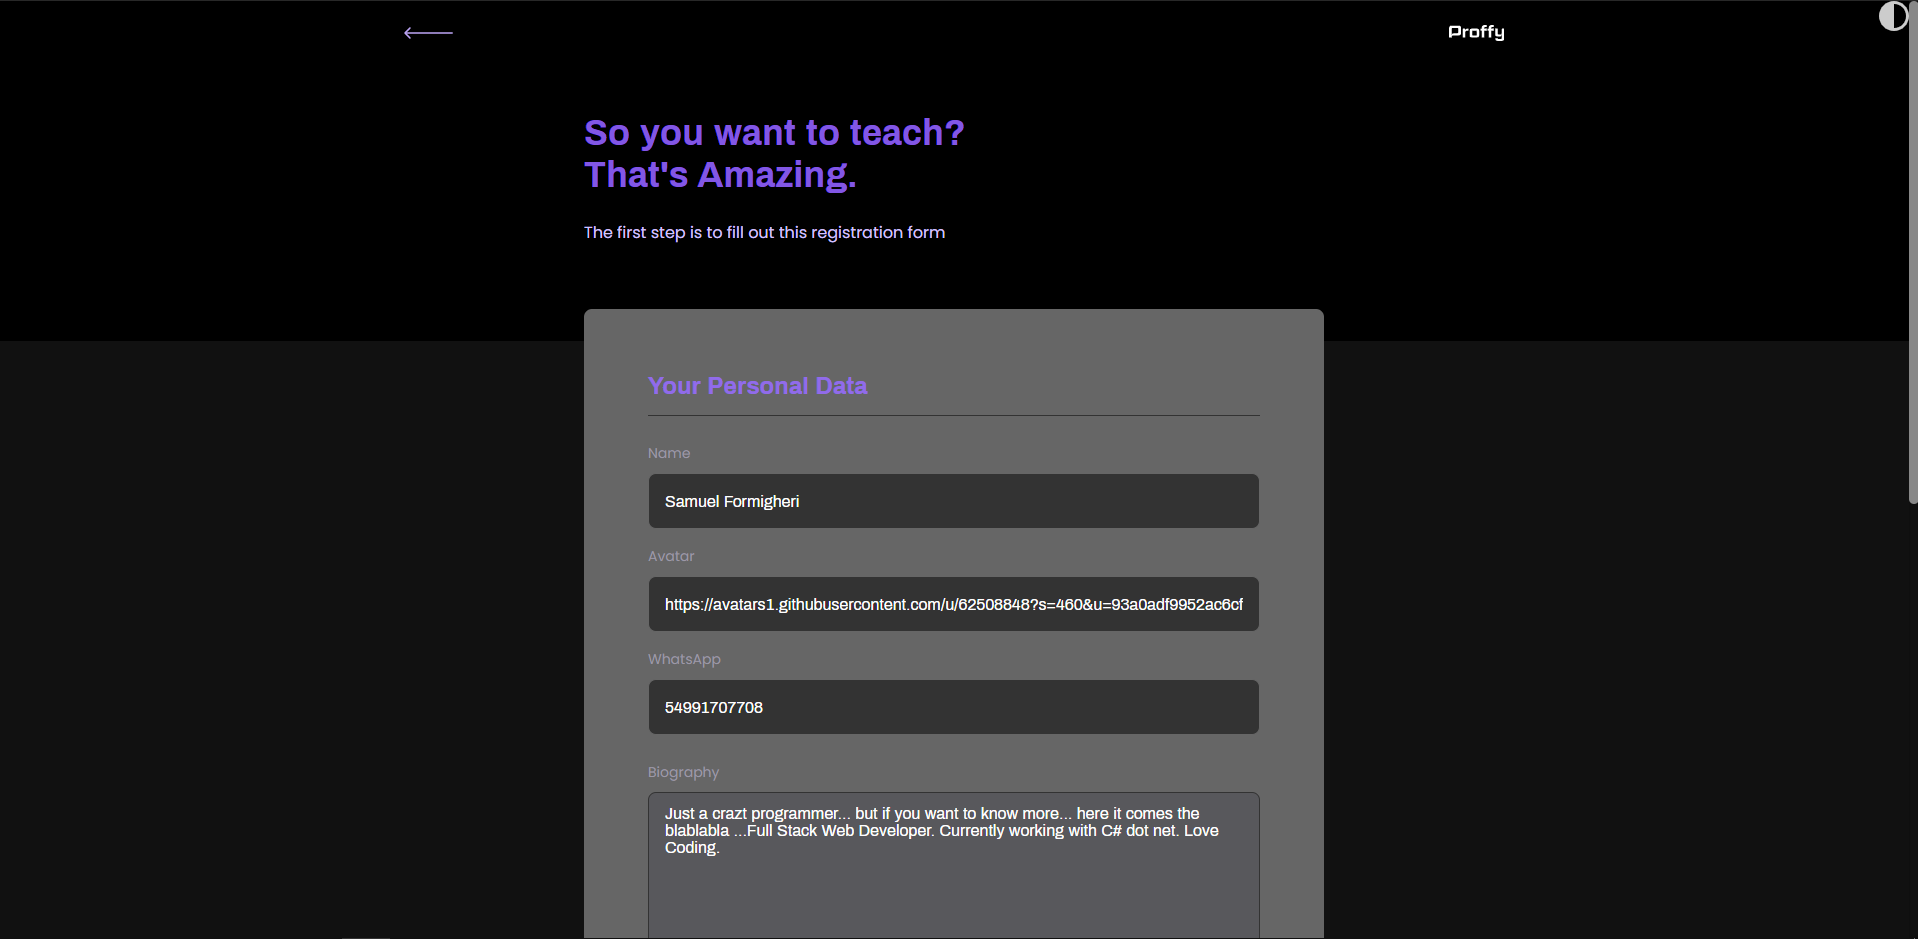 Proffy
So you want to teach?
That's Amazing.
The first step is to fill out this registration form
Your Personal Data
Name
Samuel Formigheri
Avatar
https://avatars1.githubusercontent.com/u/62508848?s=460&u=93a0adf9952ac6cf
WhatsApp
54991707708
Biography
Just a crazt programmer... but if you want to know more... here it comes the
blablabla ...Full Stack Web Developer. Currently working with C# dot net. Love
Coding.